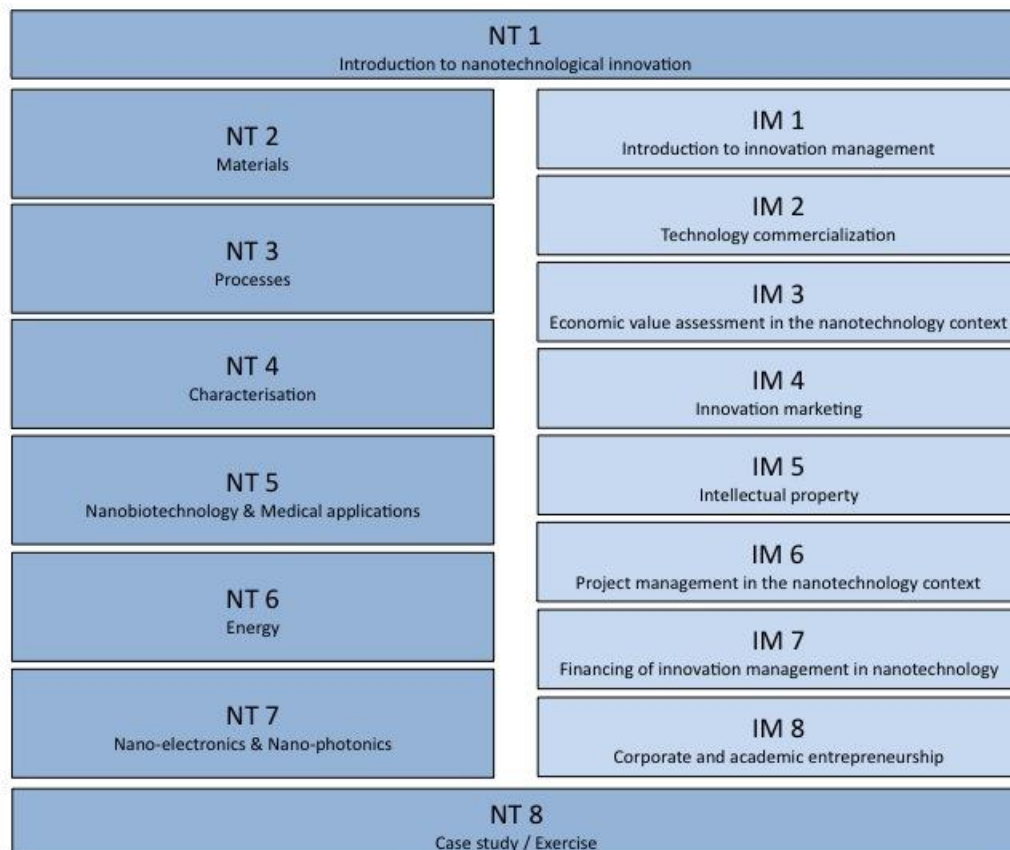 NT 1
Introduction to nanotechnological innovation
NT 2
Materials
NT 3
Processes
NT 4
Characterisation
NT 5
Nanobiotechnology & Medical applications
NT 6
Energy
NT 7
Nano-electronics & Nano-photonics
IM 1
Introduction to innovation management
IM 2
Technology commercialization
IM 3
Economic value assessment in the nanotechnology context
IM 4
Innovation marketing
IM 5
Intellectual property
IM 6
Project management in the nanotechnology context
IM 7
Financing of innovation management in nanotechnology
IM 8
Corporate and academic entrepreneurship
NT 8
Case study / Exercise